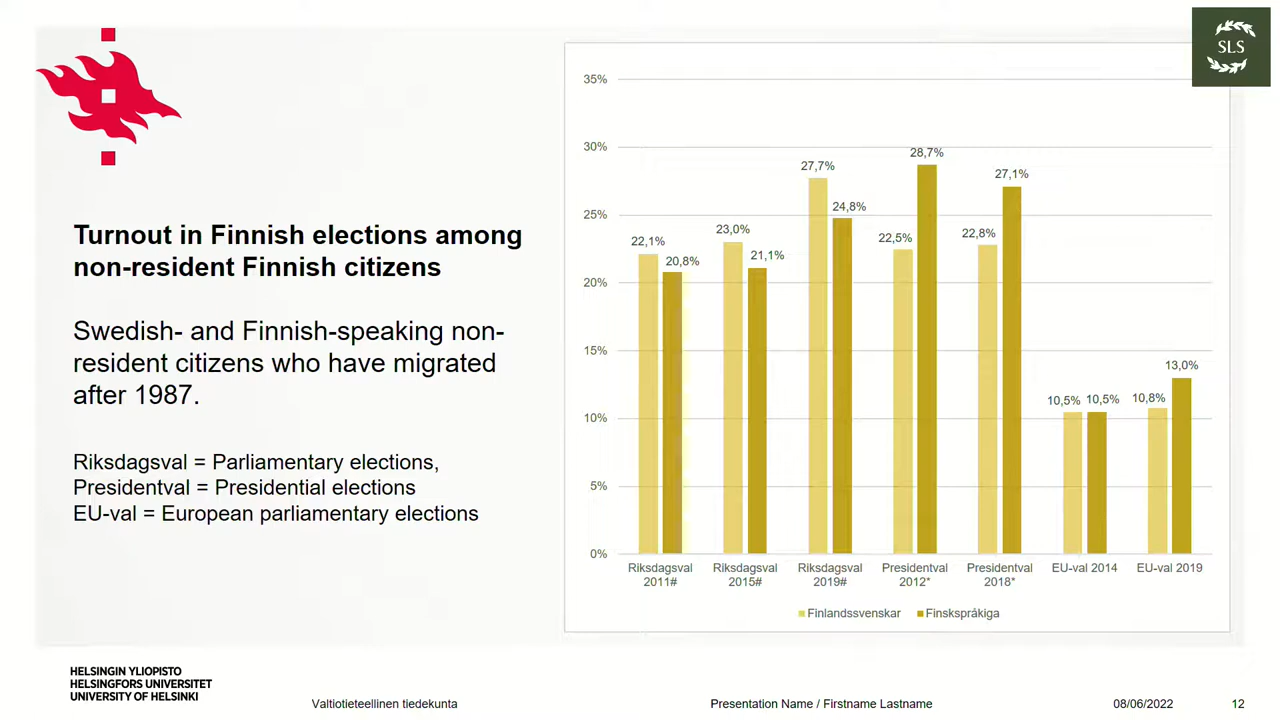 SLS
Turnout in Finnish elections among
non-resident Finnish citizens
Swedish- and Finnish-speaking non-
resident citizens who have migrated
after 1987.
Riksdagsval = Parliamentary elections,
Presidentval = Presidential elections
EU-val = European parliamentary elections
35%
30%
25%
20%
15%
10%
5%
0%
22,1%
20,8%
23,0%
21,1%
27,7%
24,8%
22,5%
28,7%
22,8%
27,1%
10,5%
10,5%
10,8%
13,0%
Riksdagsval
2011#
Riksdagsval
2015#
Riksdagsval
2019#
Presidentval
2012*
Presidentval
2018*
EU-val 2014
EU-val 2019
Finlandssvenskar
Finskspråkiga
HELSINGIN YLIOPISTO
HELSINGFORS UNIVERSITET
UNIVERSITY OF HELSINKI
Valtiotieteellinen tiedekunta
Presentation Name / Firstname Lastname
08/06/2022
12